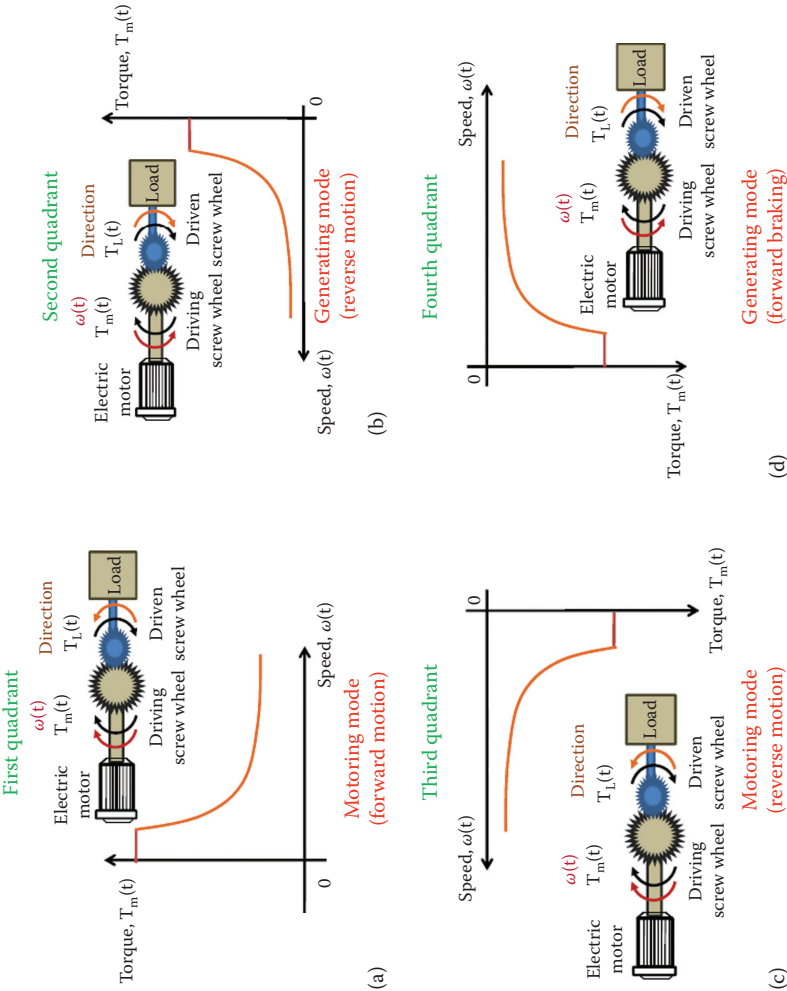 First quadrant
Electric
motor
ω(t)
T_m(t)
Direction
T_L(t)
Load
Driving
screw wheel
Driven
screw wheel
Torque, T_m(t)
Speed, ω(t)
0
Motoring mode
(forward motion)
(a)
Second quadrant
Electric
motor
ω(t)
T_m(t)
Direction
T_L(t)
Load
Driving
screw wheel
Driven
screw wheel
Torque, T_m(t)
Speed, ω(t)
0
Generating mode
(reverse motion)
(b)
Third quadrant
Speed, ω(t)
0
Torque, T_m(t)
Electric
motor
ω(t)
T_m(t)
Direction
T_L(t)
Load
Driving
screw wheel
Driven
screw wheel
Motoring mode
(reverse motion)
(c)
Fourth quadrant
0
Speed, ω(t)
Torque, T_m(t)
Electric
motor
ω(t)
T_m(t)
Direction
T_L(t)
Load
Driving
screw wheel
Driven
screw wheel
Generating mode
(forward braking)
(d)